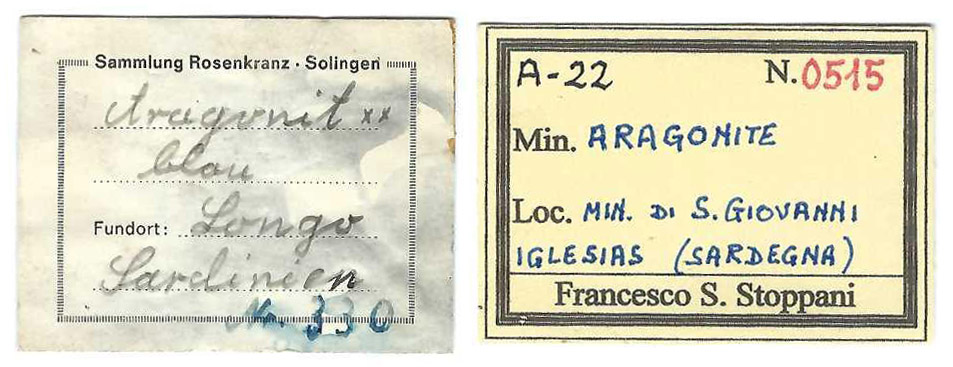 Sammlung Rosenkranz · Solingen
Aragonit xx
blau
Fundort: Longo
Sardinien
Nr. 330
A-22 N.0515
Min. ARAGONITE
Loc. MIN. DI S. GIOVANNI
IGLESIAS (SARDEGNA)
Francesco S. Stoppani